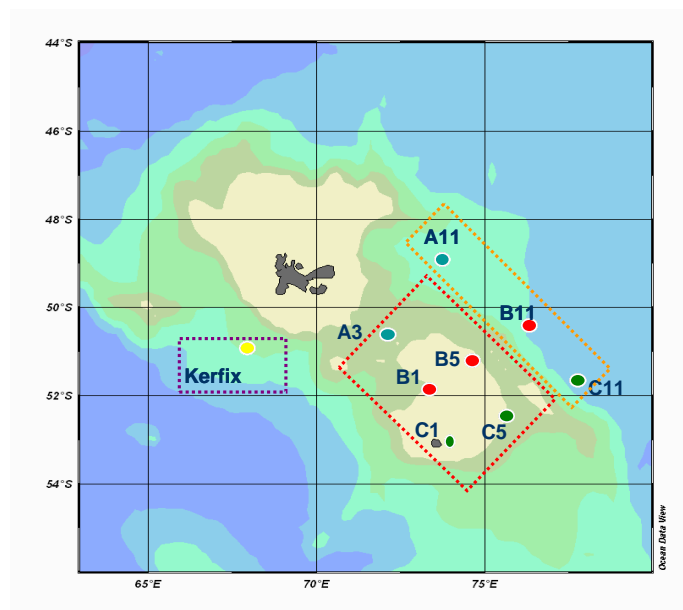 44°S
46°S
48°S
A11
50°S
B11
A3
B5
Kerfix
B1
52°S
C11
C1
C5
54°S
65°E
70°E
75°E
Ocean Data View